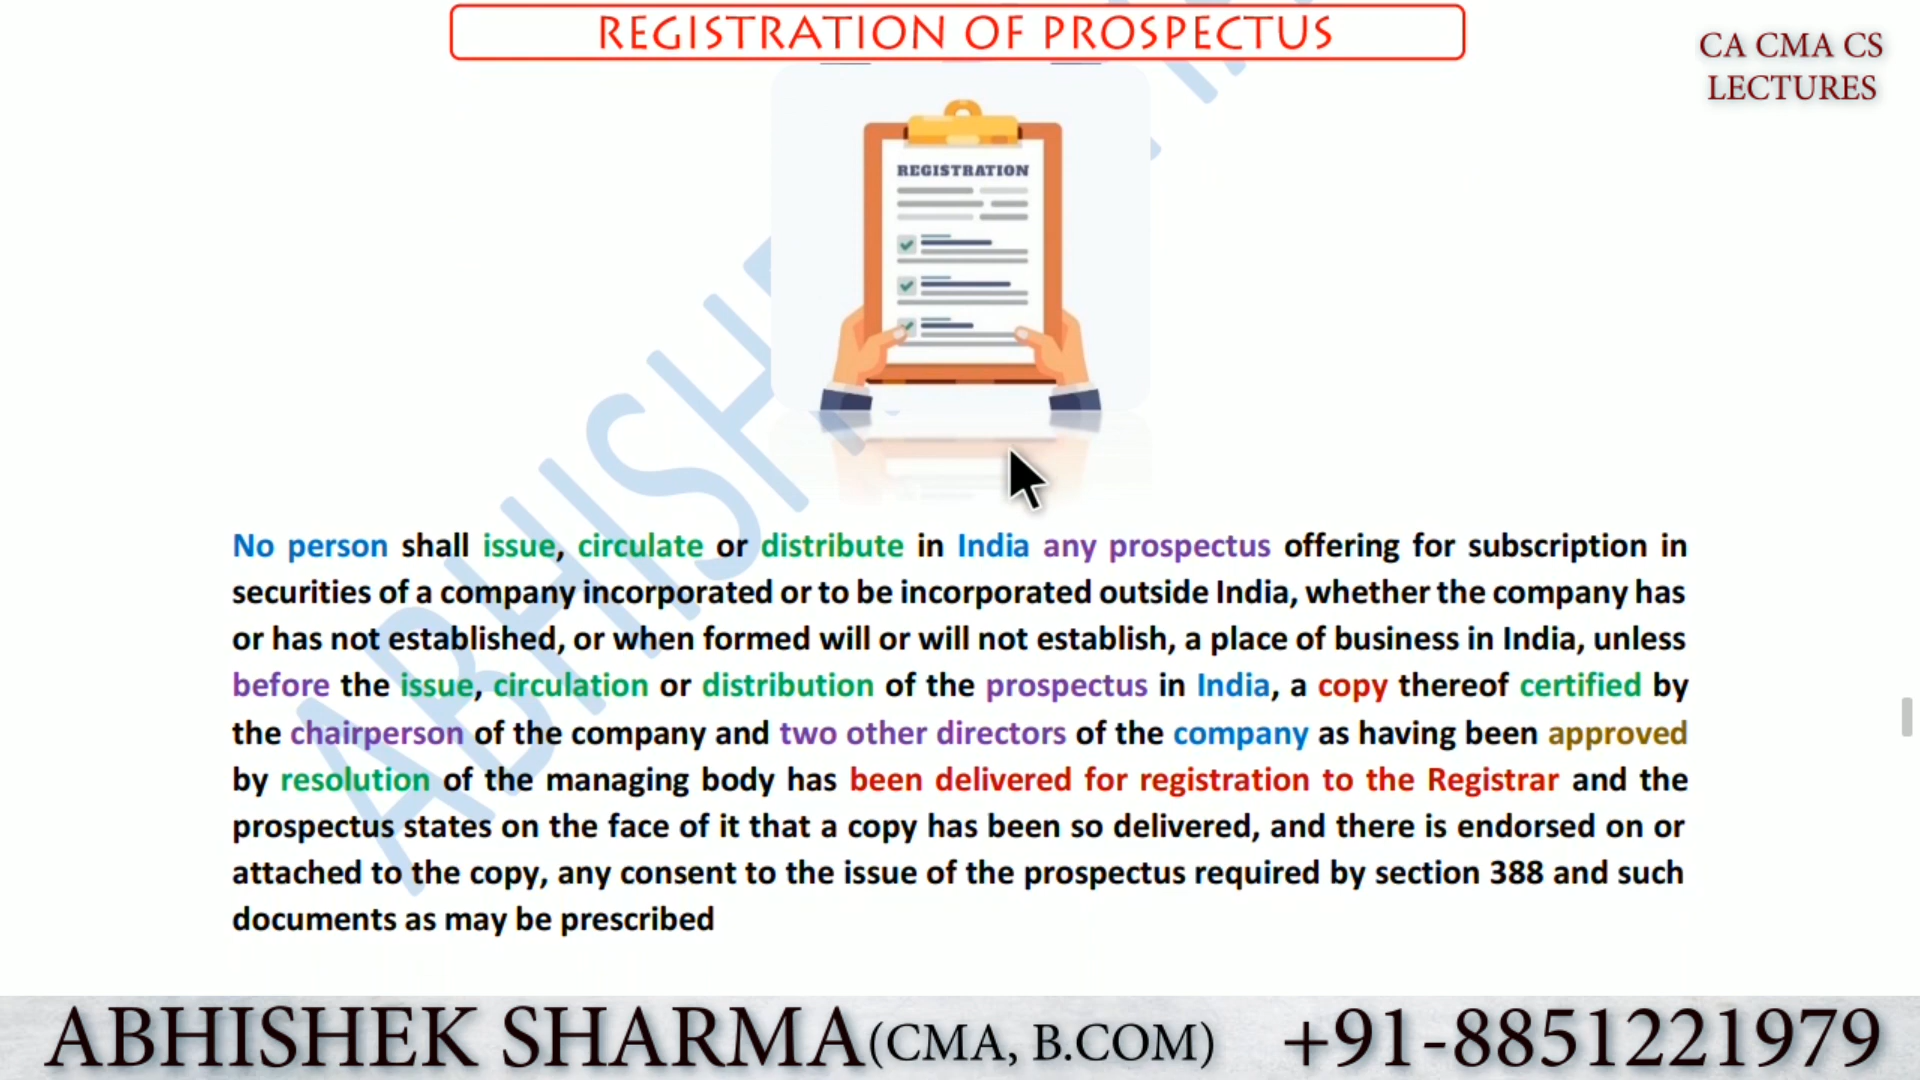 REGISTRATION OF PROSPECTUS
CA CMA CS
LECTURES
REGISTRATION
No person shall issue, circulate or distribute in India any prospectus offering for subscription in
securities of a company incorporated or to be incorporated outside India, whether the company has
or has not established, or when formed will or will not establish, a place of business in India, unless
before the issue, circulation or distribution of the prospectus in India, a copy thereof certified by
the chairperson of the company and two other directors of the company as having been approved
by resolution of the managing body has been delivered for registration to the Registrar and the
prospectus states on the face of it that a copy has been so delivered, and there is endorsed on or
attached to the copy, any consent to the issue of the prospectus required by section 388 and such
documents as may be prescribed
ABHISHEK SHARMA (CMA, B.COM) +91-8851221979